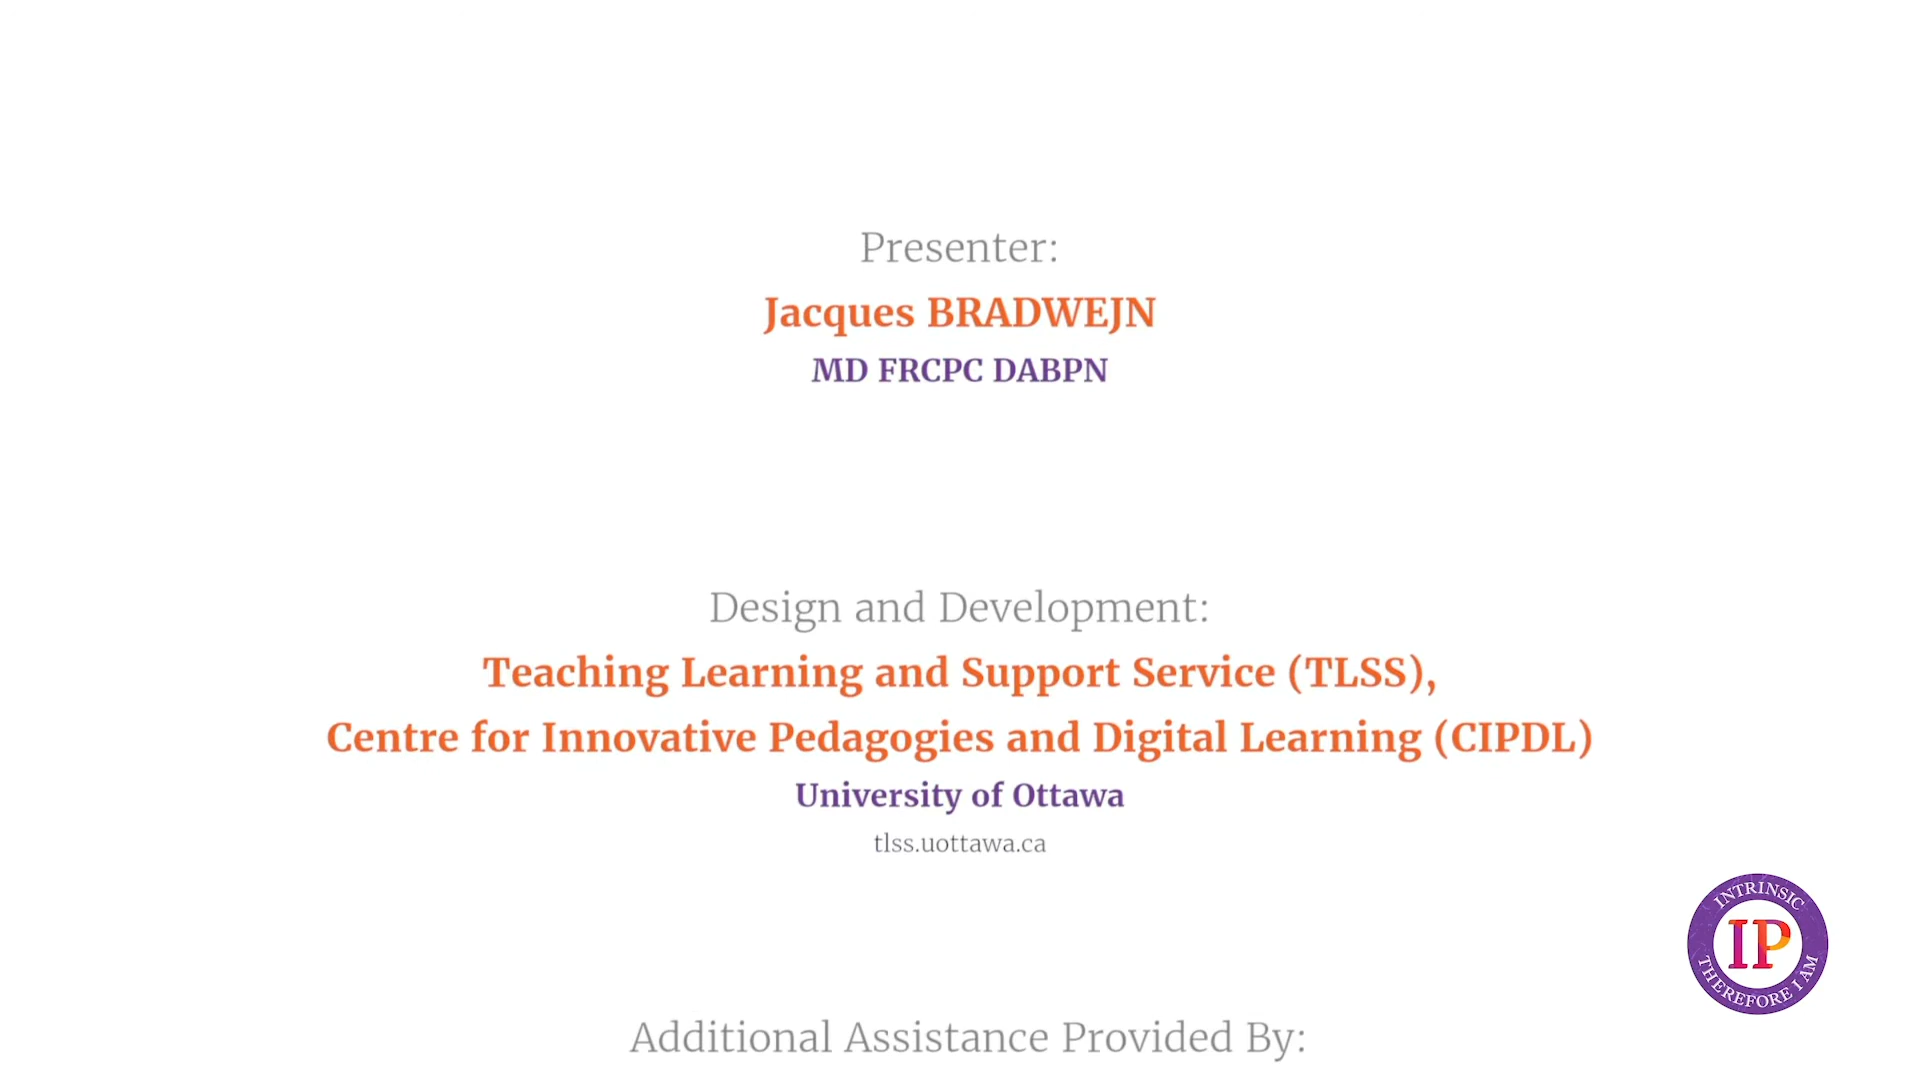 Presenter:
Jacques BRADWEJN
MD FRCPC DABPN
Design and Development:
Teaching Learning and Support Service (TLSS),
Centre for Innovative Pedagogies and Digital Learning (CIPDL)
University of Ottawa
tlss.uottawa.ca
INTRINSIC
IP
THEREFORE I AM
Additional Assistance Provided By: